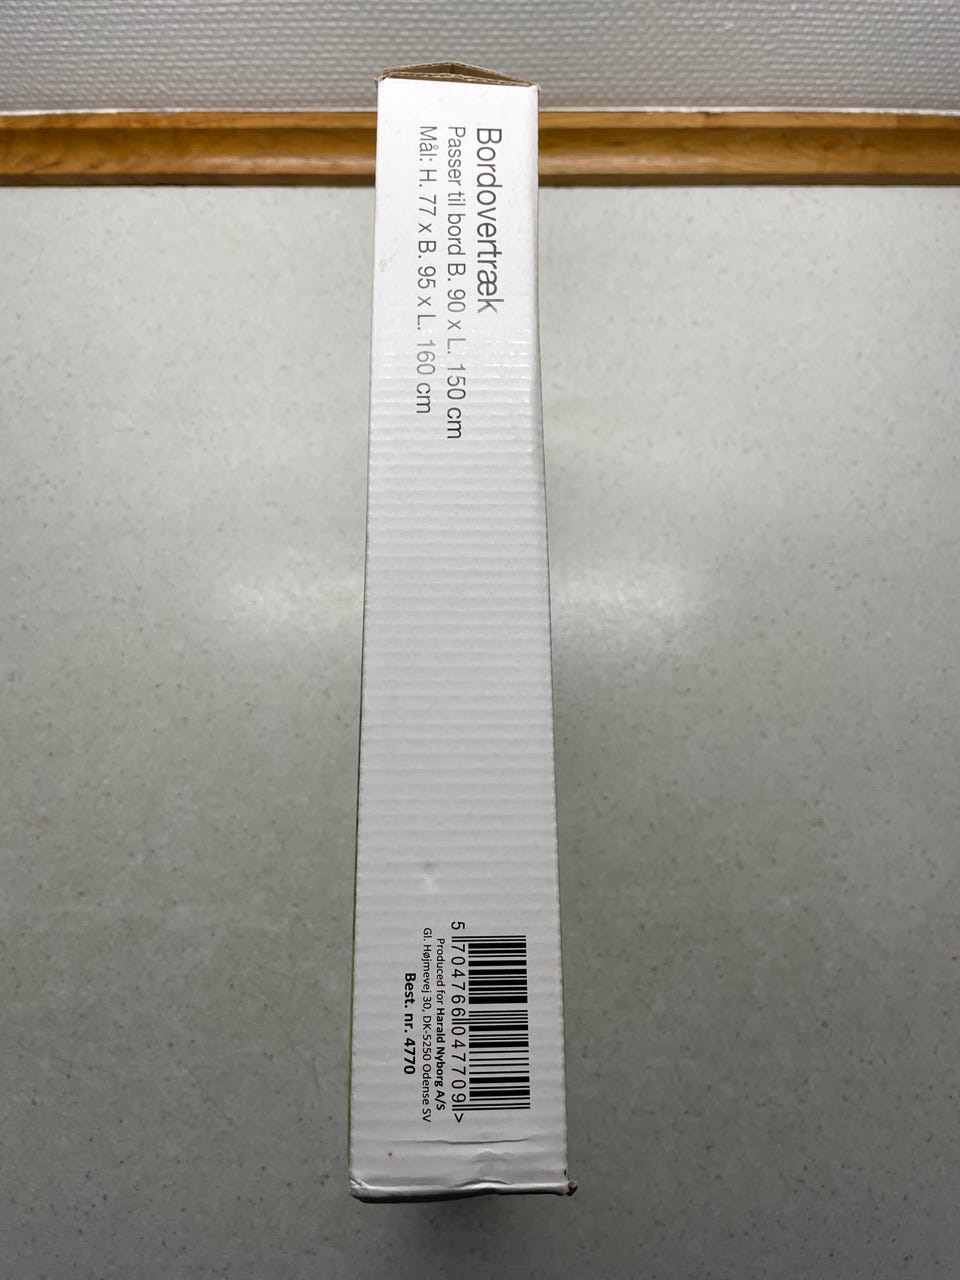 Bordovertræk
Passer til bord B. 90 x L. 150 cm
Mål: H. 77 x B. 95 x L. 160 cm
5 704766 047709 >
Produced for Harald Nyborg A/S
Gl. Højmevej 30, DK-5250 Odense SV
Best. nr. 4770